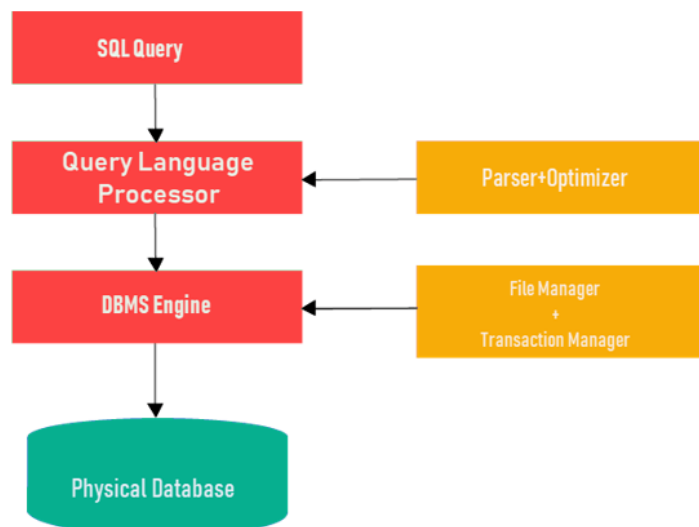 SQL Query
Query Language
Processor
Parser+Optimizer
DBMS Engine
File Manager
+
Transaction Manager
Physical Database